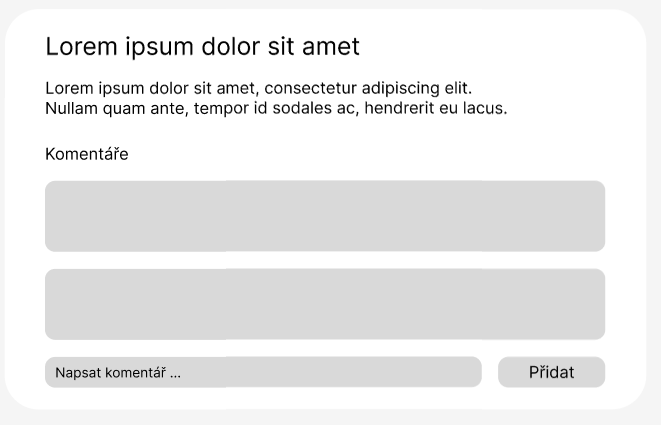 Lorem ipsum dolor sit amet
Lorem ipsum dolor sit amet, consectetur adipiscing elit.
Nullam quam ante, tempor id sodales ac, hendrerit eu lacus.
Komentáře
Napsat komentář ...
Přidat